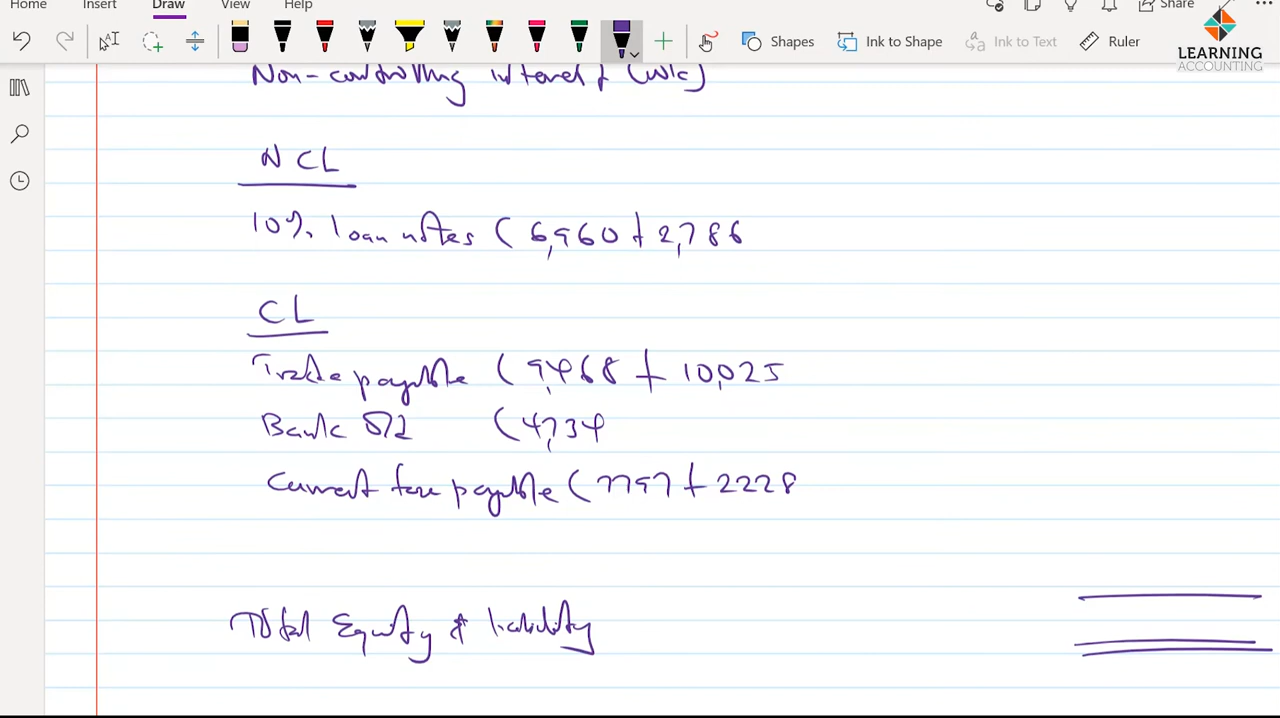 Home Insert Draw View Help Share
Shapes Ink to Shape Ink to Text Ruler
LEARNING
ACCOUNTING
Non-controlling interest (W
NCL
10% loan notes (6,960 + 2,786
CL
Trade payable (9,468 + 10,025
Bank (4,734
Current tax payable (7797 + 2228
Total Equity & liability